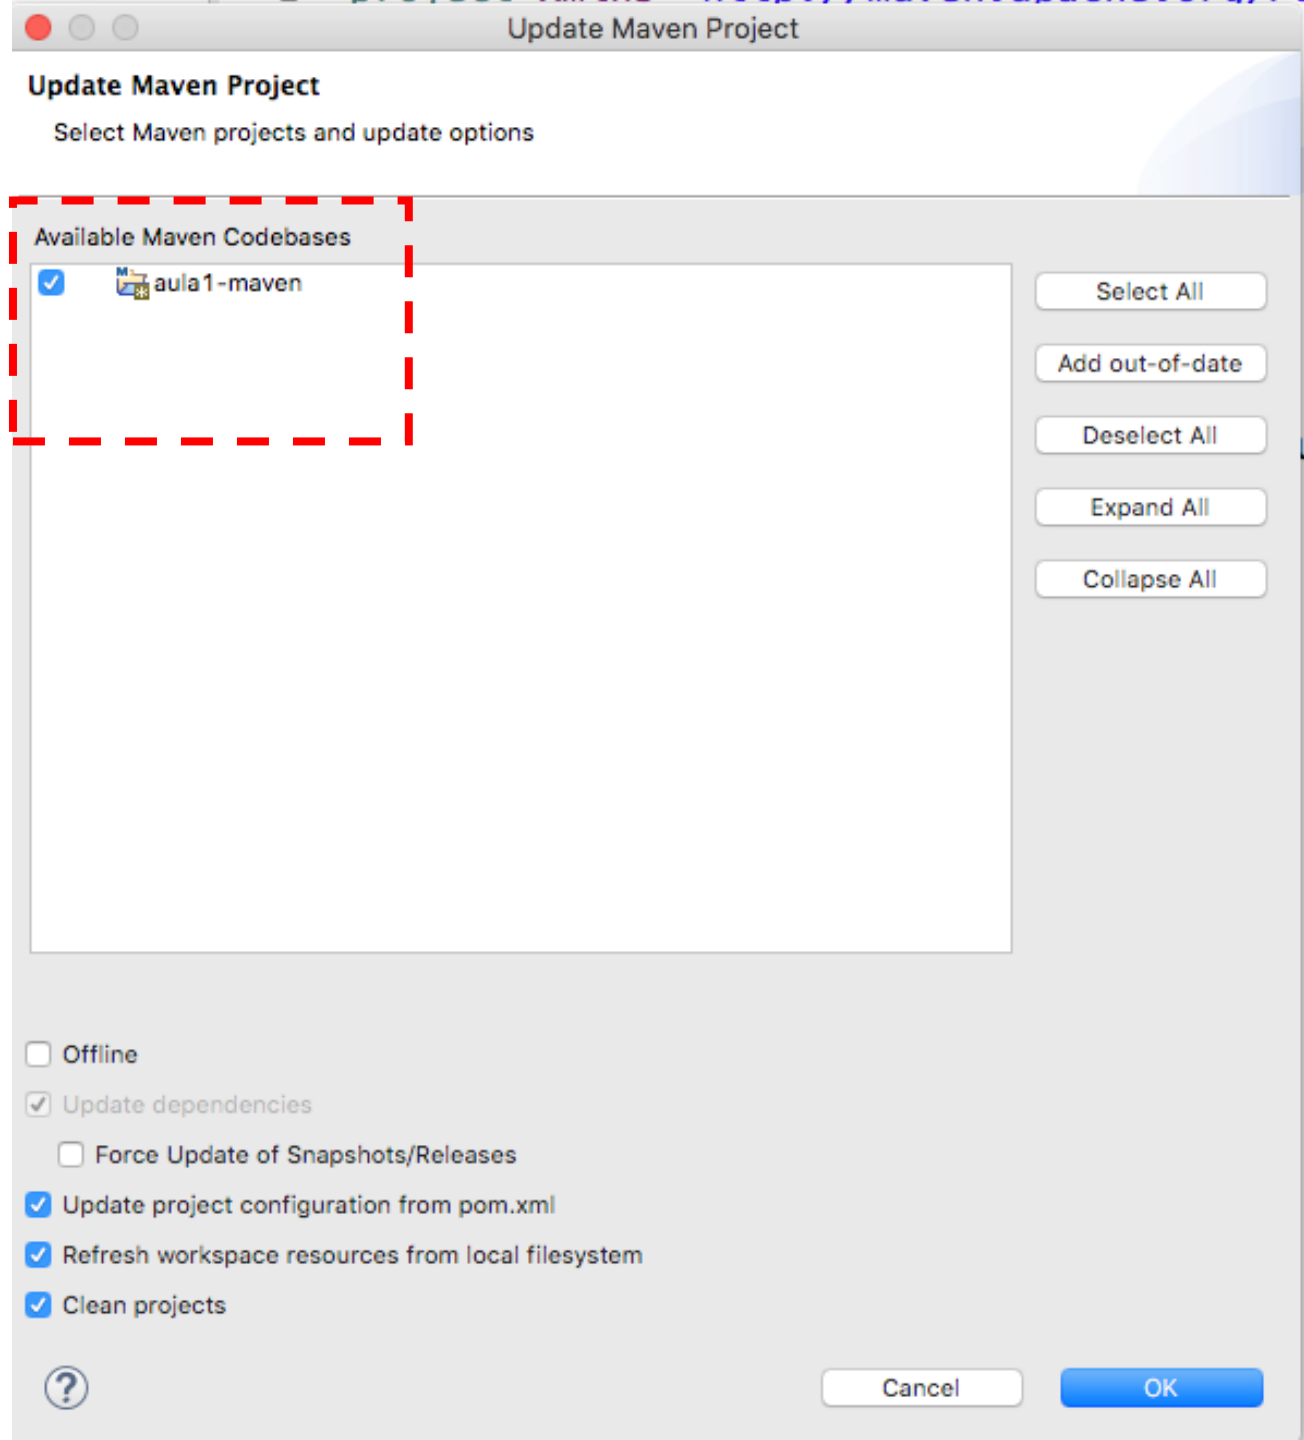 Update Maven Project
Update Maven Project
Select Maven projects and update options
Available Maven Codebases
aula1-maven
Select All
Add out-of-date
Deselect All
Expand All
Collapse All
Offline
Update dependencies
Force Update of Snapshots/Releases
Update project configuration from pom.xml
Refresh workspace resources from local filesystem
Clean projects
?
Cancel
OK